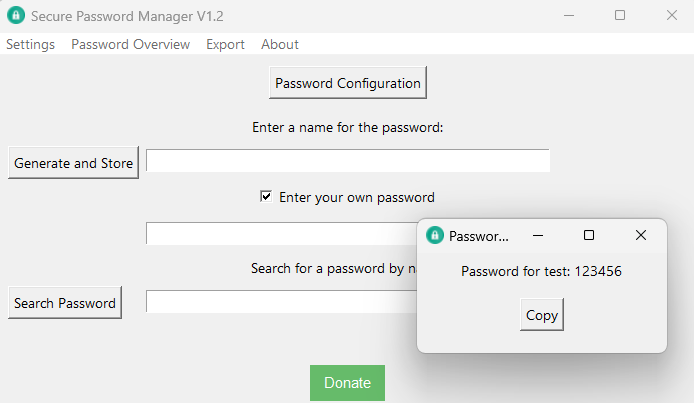 Secure Password Manager V1.2
Settings Password Overview Export About
Password Configuration
Enter a name for the password:
Generate and Store
Enter your own password
Search for a password by
Search Password
Donate
Passwor...
Password for test: 123456
Copy